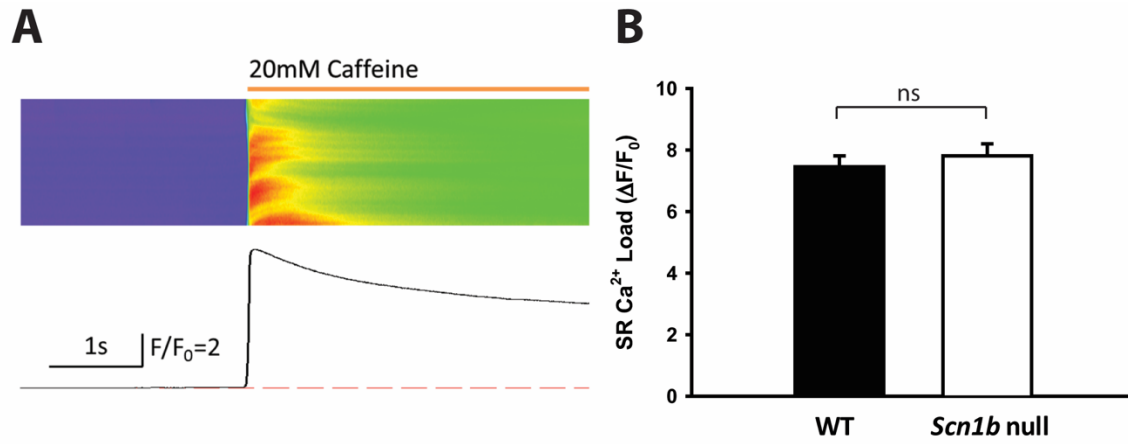 A
20mM Caffeine
1s
F/F₀=2
B
ns
SR Ca²⁺ Load (ΔF/F₀)
10
8
6
4
2
0
WT
Scn1b null